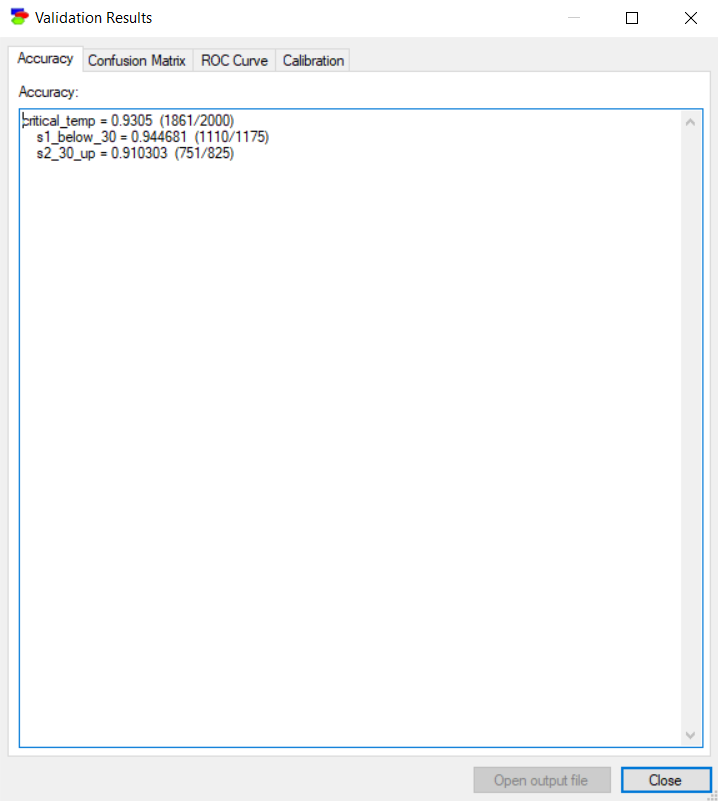 Validation Results
Accuracy Confusion Matrix ROC Curve Calibration
Accuracy:
critical_temp = 0.9305 (1861/2000)
s1_below_30 = 0.944681 (1110/1175)
s2_30_up = 0.910303 (751/825)
Open output file Close